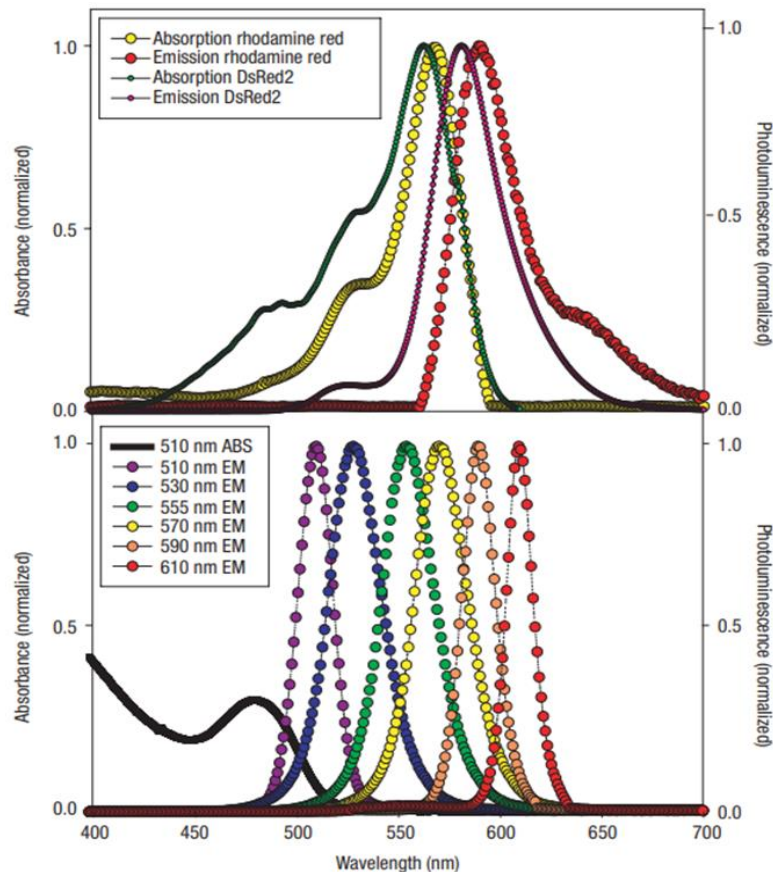 Absorption rhodamine red
Emission rhodamine red
Absorption DsRed2
Emission DsRed2
1.0
0.5
0.0
Absorbance (normalized)
1.0
0.5
0.0
Photoluminescence (normalized)
510 nm ABS
510 nm EM
530 nm EM
555 nm EM
570 nm EM
590 nm EM
610 nm EM
1.0
0.5
0.0
Absorbance (normalized)
1.0
0.5
0.0
Photoluminescence (normalized)
400 450 500 550 600 650 700
Wavelength (nm)